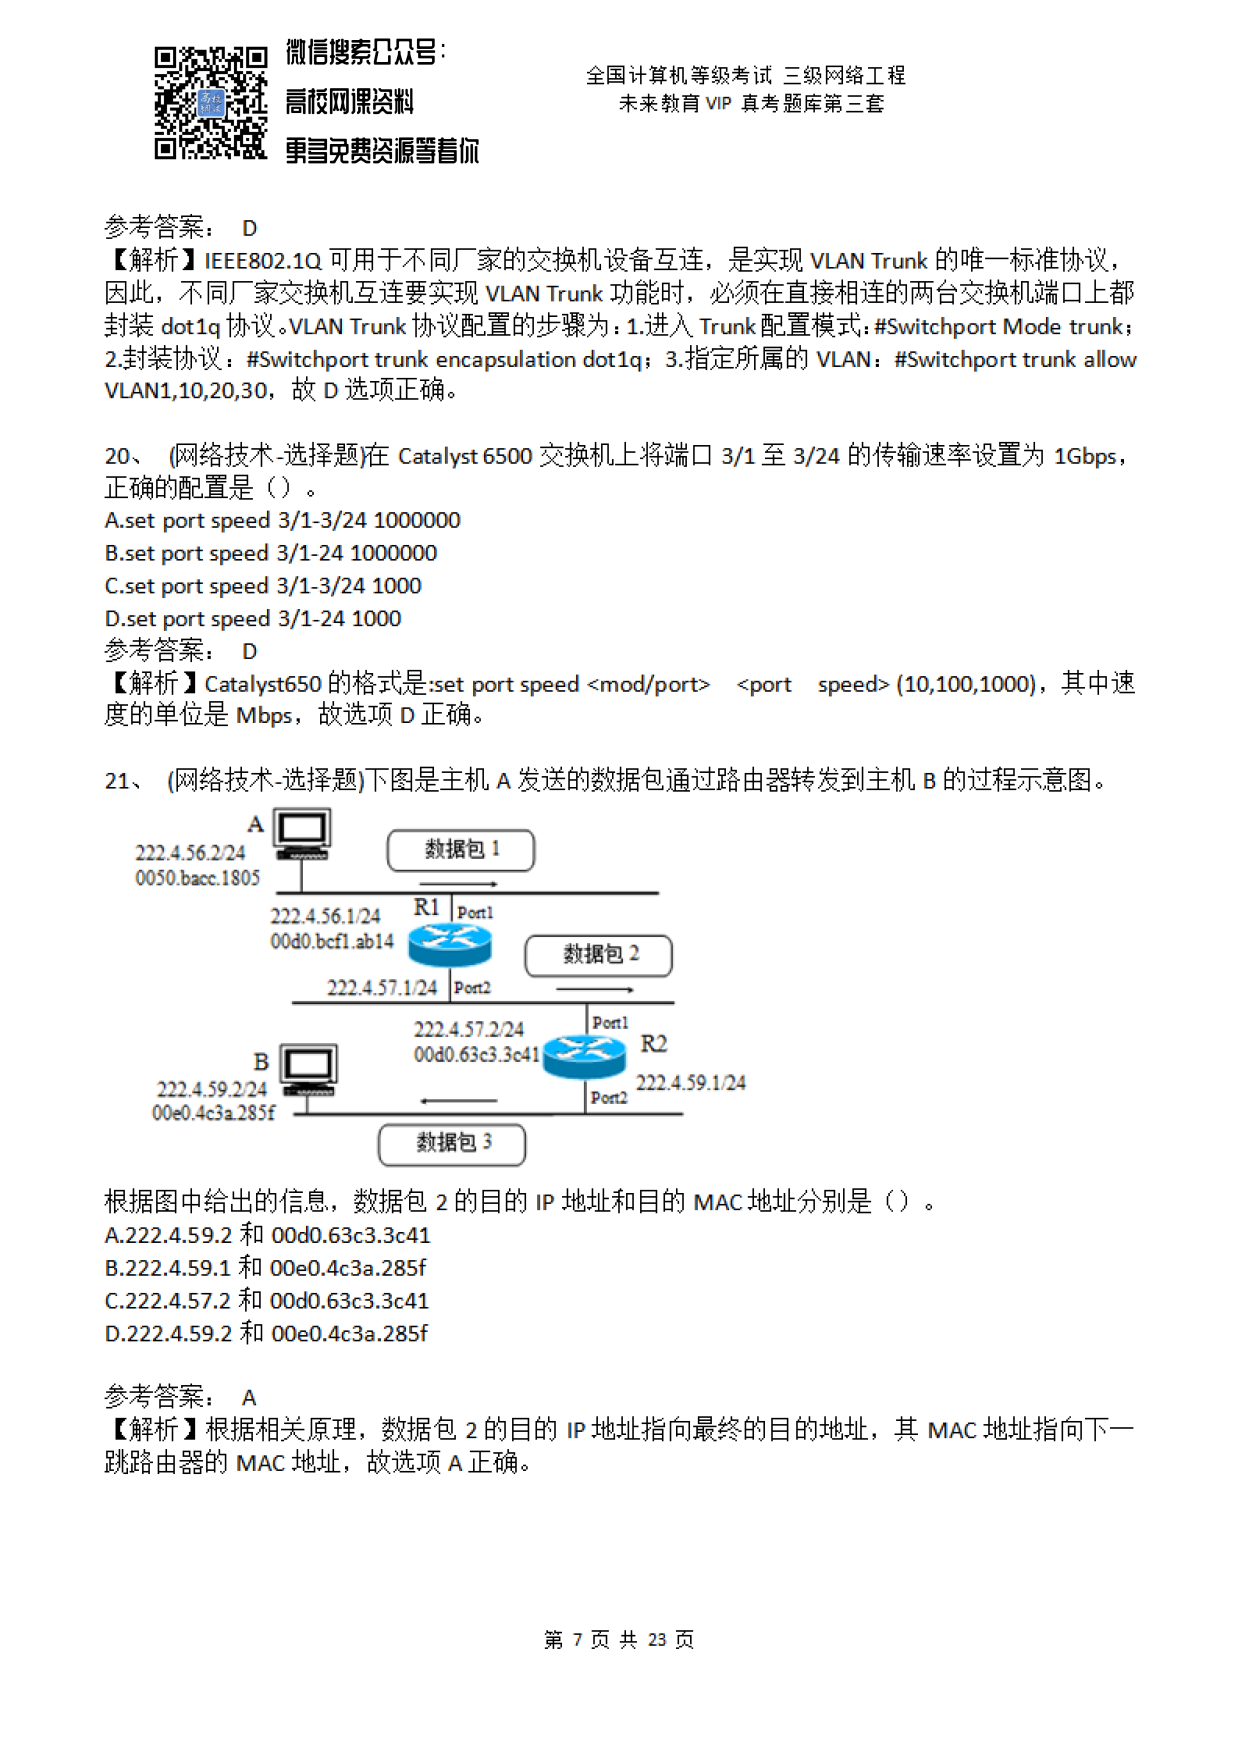 微信搜索公众号:
高校网课资料
更多免费资源等着你
全国计算机等级考试 三级网络工程
未来教育 VIP 真考题库第三套
参考答案： D
【解析】IEEE802.1Q 可用于不同厂家的交换机设备互连，是实现 VLAN Trunk 的唯一标准协议，
因此，不同厂家交换机互连要实现 VLAN Trunk 功能时，必须在直接相连的两台交换机端口上都
封装 dot1q 协议。VLAN Trunk 协议配置的步骤为：1.进入 Trunk 配置模式：#Switchport Mode trunk；
2.封装协议：#Switchport trunk encapsulation dot1q；3.指定所属的 VLAN：#Switchport trunk allow
VLAN1,10,20,30，故 D 选项正确。
20、 (网络技术-选择题)在 Catalyst 6500 交换机上将端口 3/1 至 3/24 的传输速率设置为 1Gbps，
正确的配置是（）。
A.set port speed 3/1-3/24 1000000
B.set port speed 3/1-24 1000000
C.set port speed 3/1-3/24 1000
D.set port speed 3/1-24 1000
参考答案： D
【解析】Catalyst650 的格式是:set port speed <mod/port> <port speed> (10,100,1000)，其中速
度的单位是 Mbps，故选项 D 正确。
21、 (网络技术-选择题)下图是主机 A 发送的数据包通过路由器转发到主机 B 的过程示意图。
A
222.4.56.2/24
0050.bacc.1805
数据包 1
222.4.56.1/24
00d0.bcf1.ab14
R1
Port1
数据包 2
222.4.57.1/24
Port2
222.4.57.2/24
00d0.63c3.3c41
Port1
R2
B
222.4.59.2/24
00e0.4c3a.285f
222.4.59.1/24
Port2
数据包 3
根据图中给出的信息，数据包 2 的目的 IP 地址和目的 MAC 地址分别是（）。
A.222.4.59.2 和 00d0.63c3.3c41
B.222.4.59.1 和 00e0.4c3a.285f
C.222.4.57.2 和 00d0.63c3.3c41
D.222.4.59.2 和 00e0.4c3a.285f
参考答案： A
【解析】根据相关原理，数据包 2 的目的 IP 地址指向最终的目的地址，其 MAC 地址指向下一
跳路由器的 MAC 地址，故选项 A 正确。
第 7 页 共 23 页